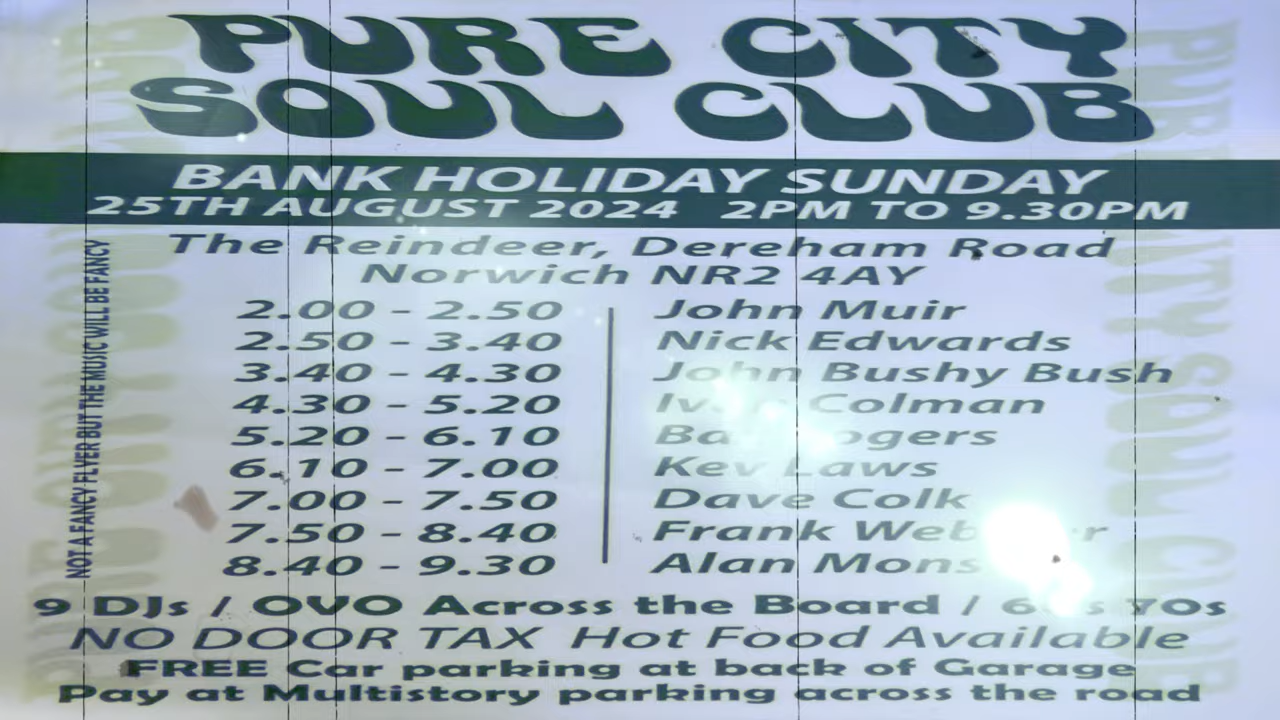 PURE CITY
SOUL CLUB
BANK HOLIDAY SUNDAY
25TH AUGUST 2024 2PM TO 9.30PM
The Reindeer, Dereham Road
Norwich NR2 4AY
2.00 - 2.50 John Muir
2.50 - 3.40 Nick Edwards
3.40 - 4.30 John Bushy Bush
4.30 - 5.20 Colman
5.20 - 6.10
6.10 - 7.00 Kev Laws
7.00 - 7.50 Dave Colk
7.50 - 8.40 Frank
8.40 - 9.30 Alan
9 DJs / OVO Across the Board / 70s
NO DOOR TAX Hot Food Available
FREE Car parking at back of Garage
Pay at Multistory parking across the road
NOT A FANCY FLYER BUT THE MUSIC WILL BE FANCY